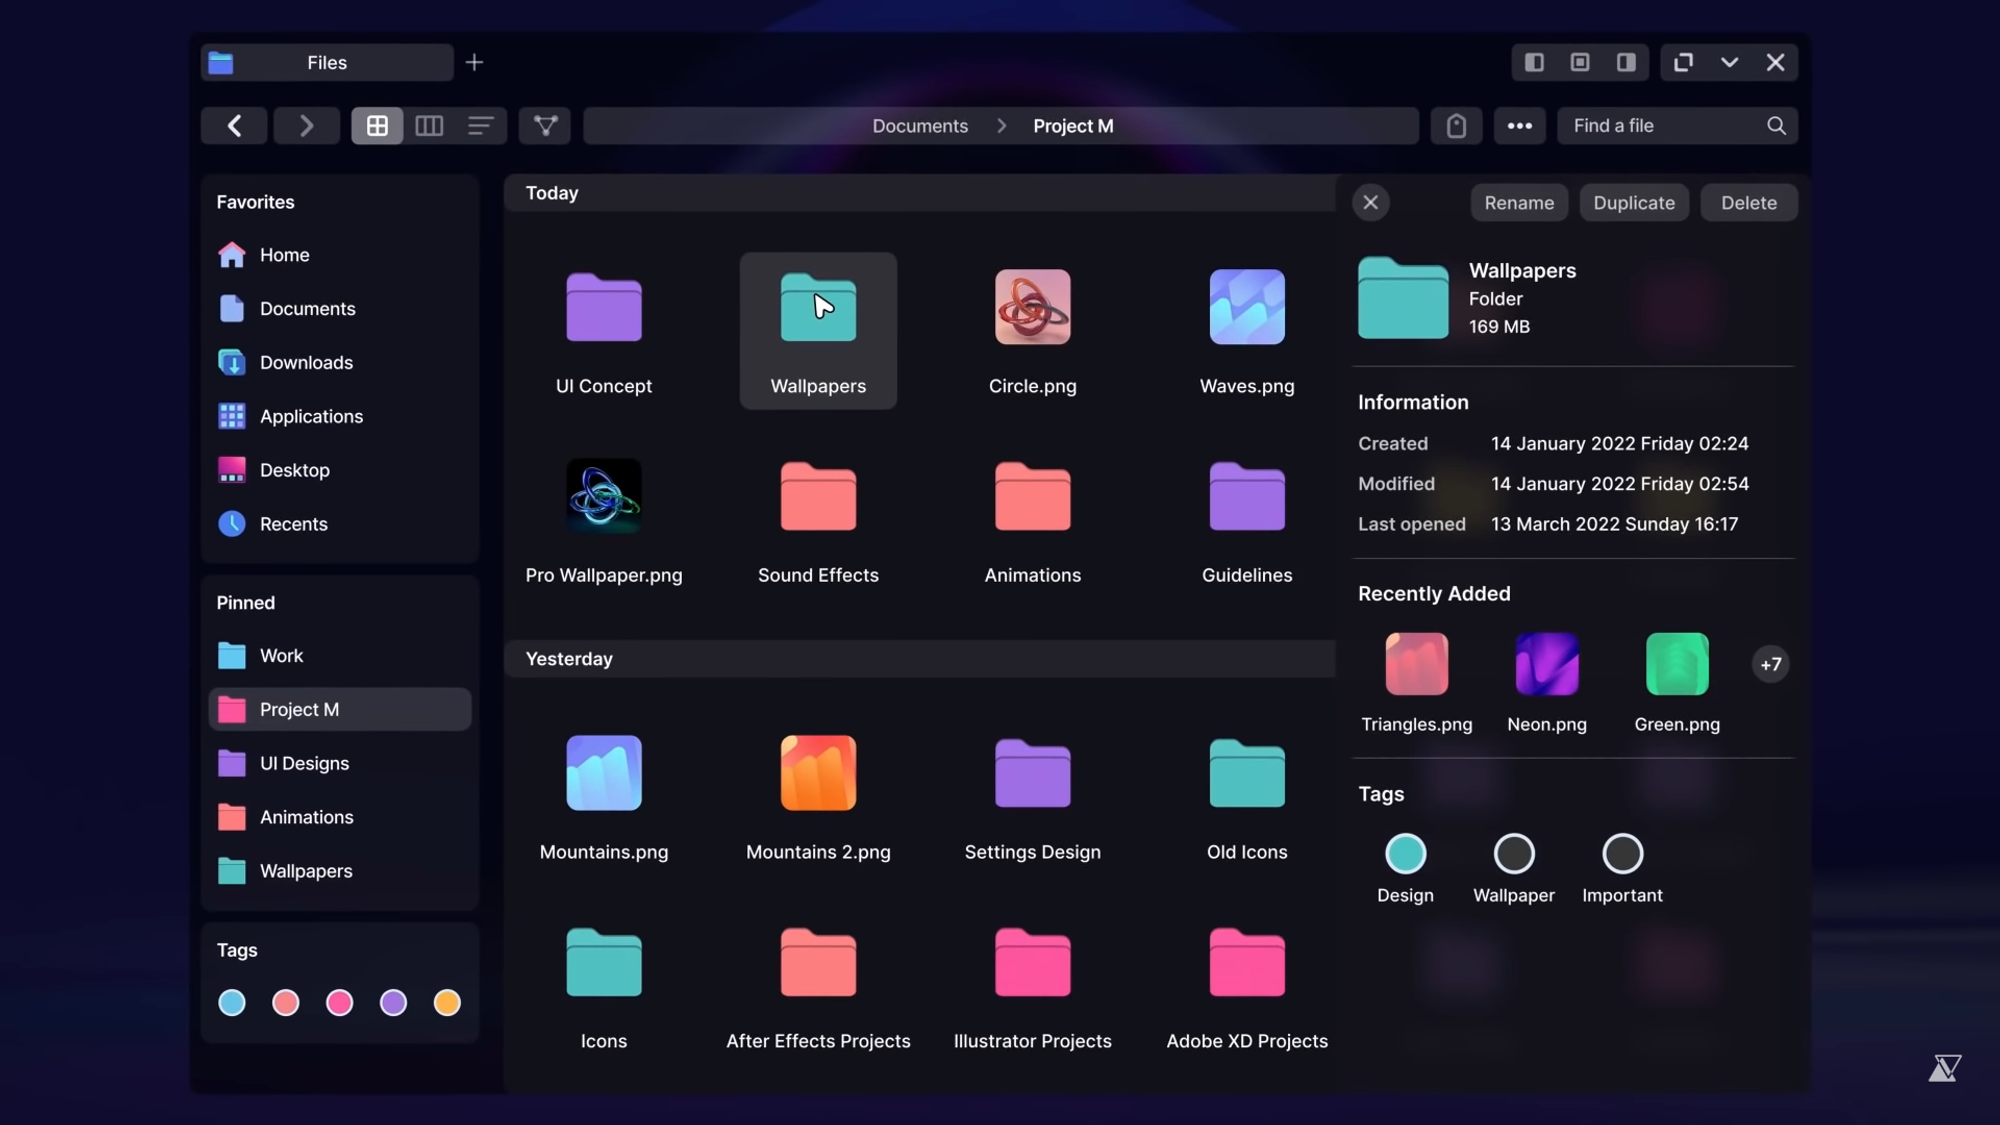 Files
Documents
Project M
Find a file
Favorites
Home
Documents
Downloads
Applications
Desktop
Recents
Pinned
Work
Project M
UI Designs
Animations
Wallpapers
Tags
Today
UI Concept
Wallpapers
Circle.png
Waves.png
Pro Wallpaper.png
Sound Effects
Animations
Guidelines
Yesterday
Mountains.png
Mountains 2.png
Settings Design
Old Icons
Icons
After Effects Projects
Illustrator Projects
Adobe XD Projects
Rename
Duplicate
Delete
Wallpapers
Folder
169 MB
Information
Created 14 January 2022 Friday 02:24
Modified 14 January 2022 Friday 02:54
Last opened 13 March 2022 Sunday 16:17
Recently Added
Triangles.png
Neon.png
Green.png
+7
Tags
Design
Wallpaper
Important